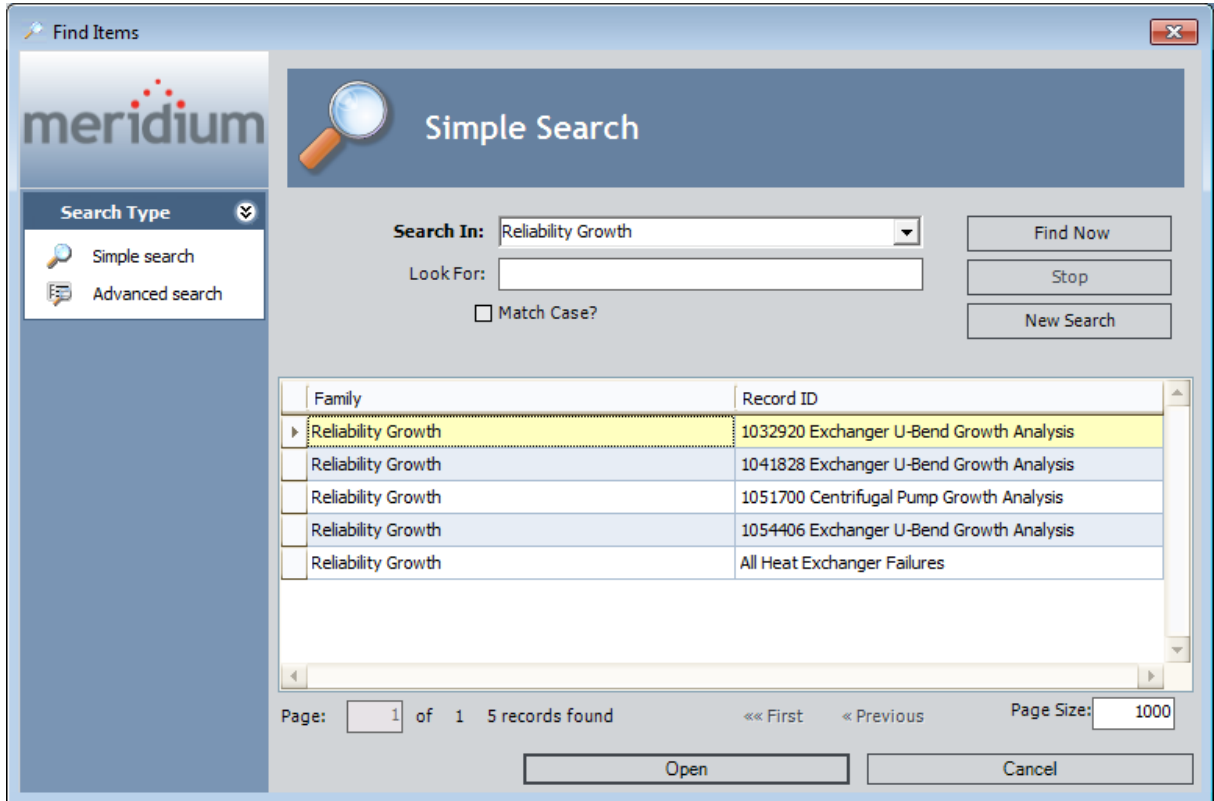 Find Items
meridium
Simple Search
Search Type
Simple search
Advanced search
Search In: Reliability Growth
Find Now
Look For:
Stop
Match Case?
New Search
Family Record ID
Reliability Growth 1032920 Exchanger U-Bend Growth Analysis
Reliability Growth 1041828 Exchanger U-Bend Growth Analysis
Reliability Growth 1051700 Centrifugal Pump Growth Analysis
Reliability Growth 1054406 Exchanger U-Bend Growth Analysis
Reliability Growth All Heat Exchanger Failures
Page: 1 of 1 5 records found «« First « Previous Page Size: 1000
Open Cancel